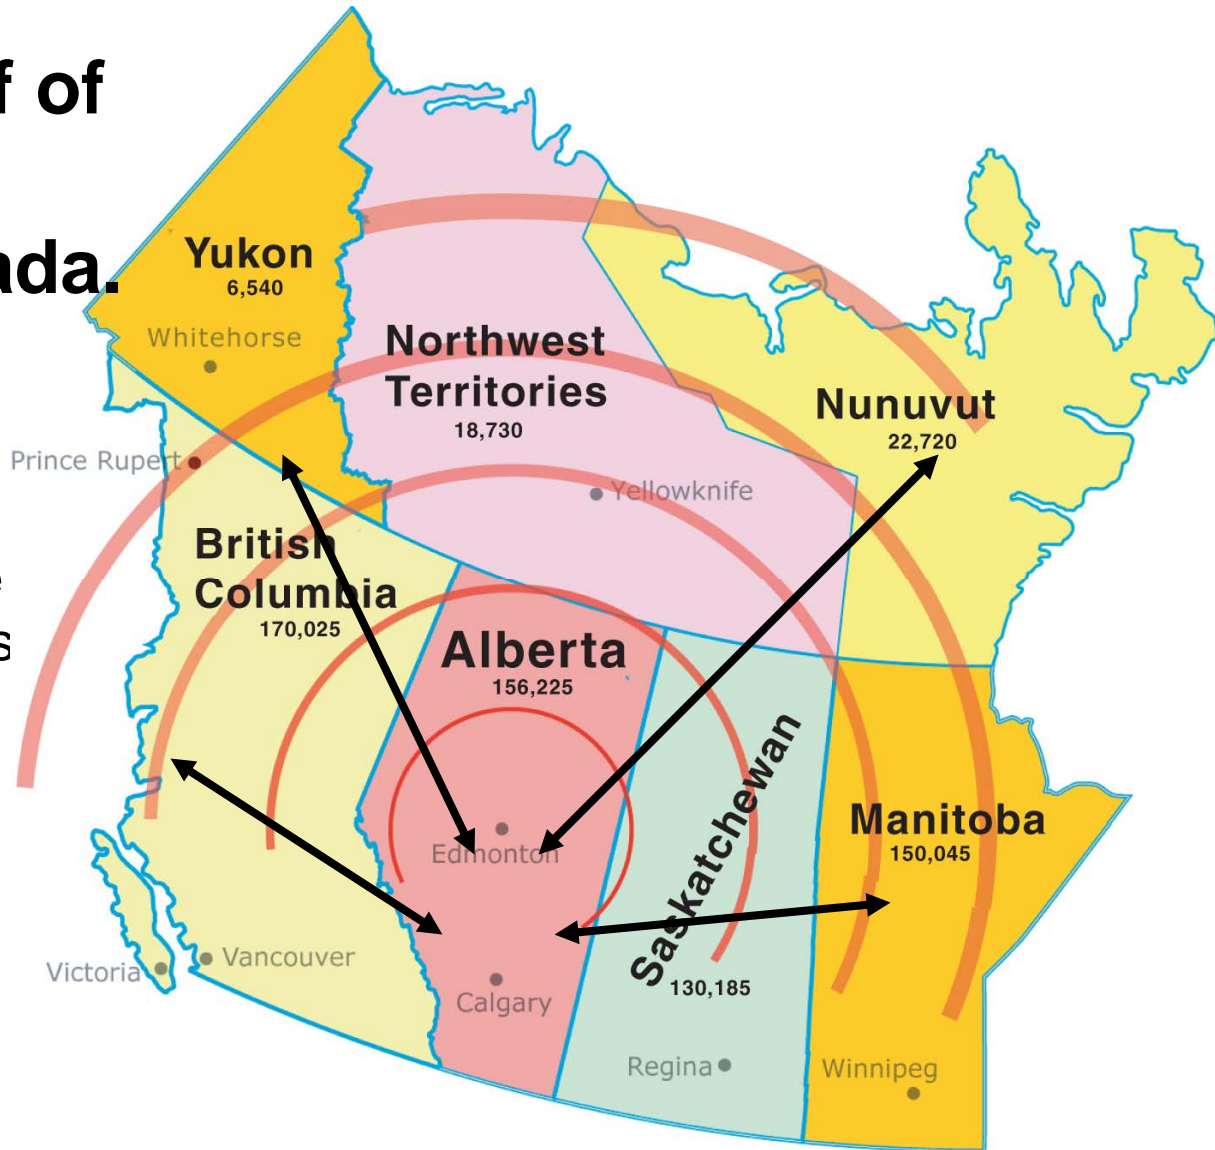 f of
ada.
Yukon
6,540
Whitehorse
Northwest
Territories
18,730
Nunuvut
22,720
Prince Rupert
Yellowknife
British
Columbia
170,025
e
s
Alberta
156,225
Saskatchewan
130,185
Manitoba
150,045
Edmonton
Victoria
Vancouver
Calgary
Regina
Winnipeg